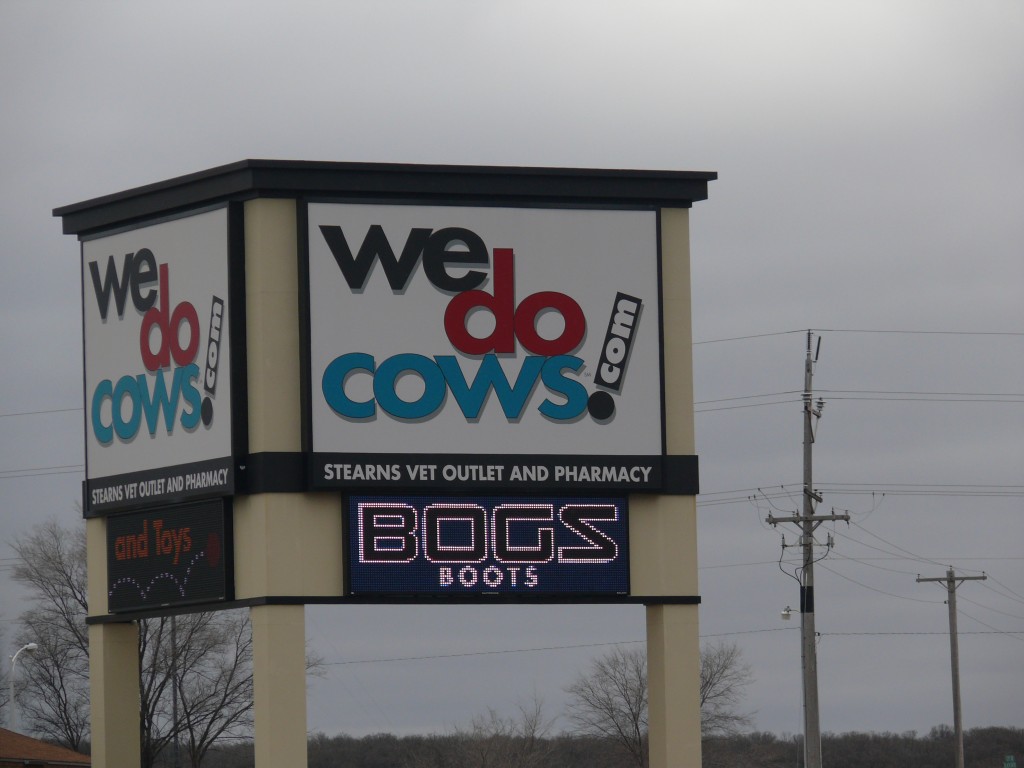 we
do
cows.com
STEARNS VET OUTLET AND PHARMACY
and Toys
we
do
cows.com
STEARNS VET OUTLET AND PHARMACY
BOGS
BOOTS